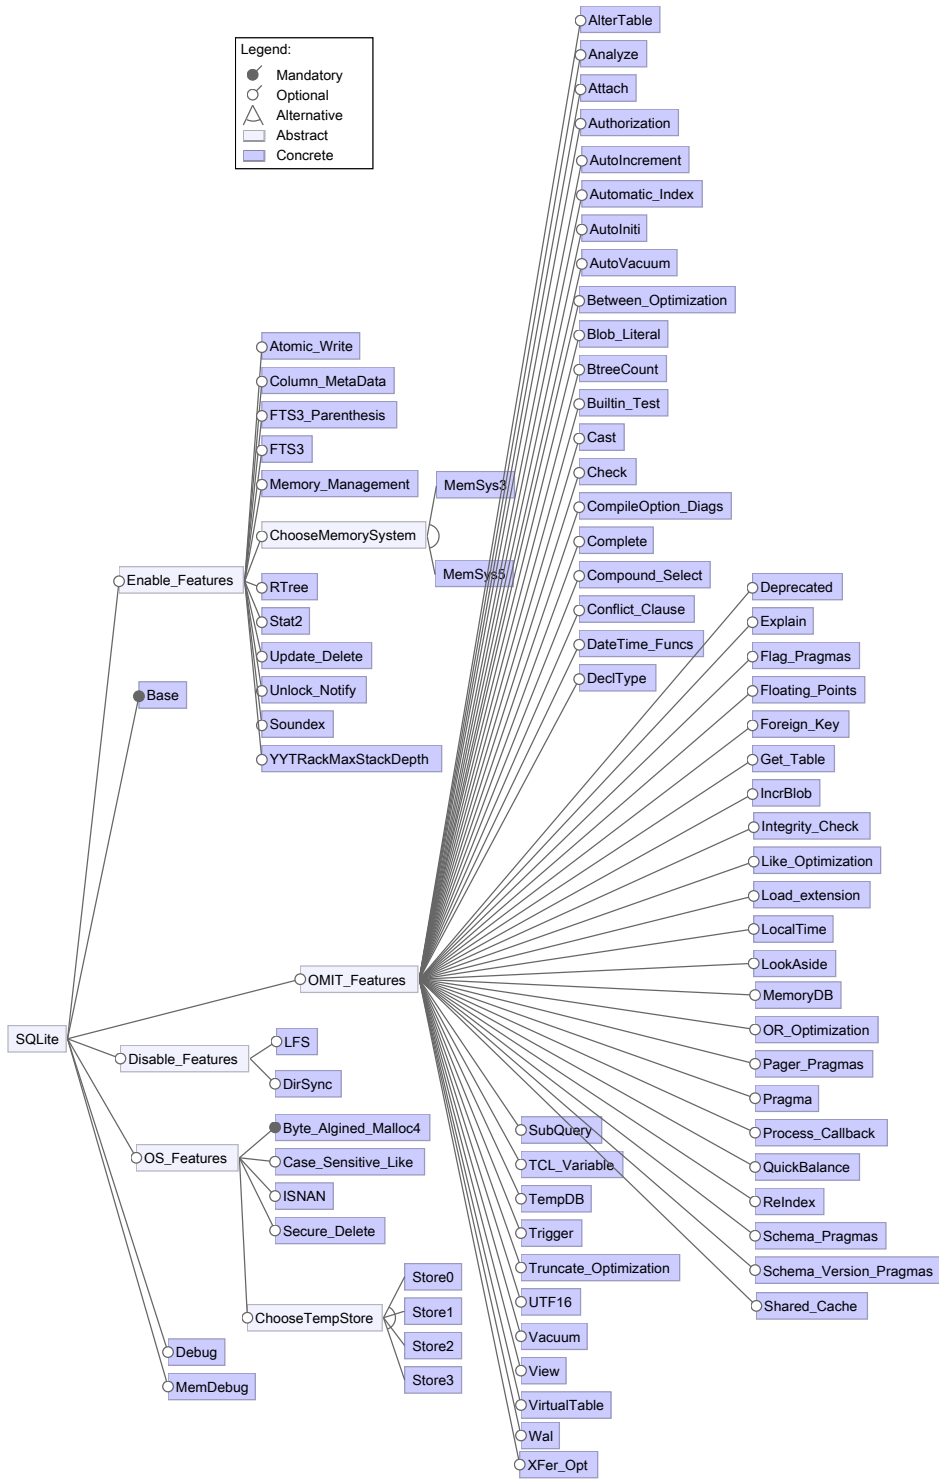 Legend:
Mandatory
Optional
Alternative
Abstract
Concrete
SQLite
Enable_Features
Atomic_Write
Column_MetaData
FTS3_Parenthesis
FTS3
Memory_Management
ChooseMemorySystem
MemSys3
MemSys5
RTree
Stat2
Update_Delete
Unlock_Notify
Soundex
YYTRackMaxStackDepth
Base
OMIT_Features
AlterTable
Analyze
Attach
Authorization
AutoIncrement
Automatic_Index
AutoIniti
AutoVacuum
Between_Optimization
Blob_Literal
BtreeCount
Builtin_Test
Cast
Check
CompileOption_Diags
Complete
Compound_Select
Conflict_Clause
DateTime_Funcs
DeclType
Deprecated
Explain
Flag_Pragmas
Floating_Points
Foreign_Key
Get_Table
IncrBlob
Integrity_Check
Like_Optimization
Load_extension
LocalTime
LookAside
MemoryDB
OR_Optimization
Pager_Pragmas
Pragma
Process_Callback
QuickBalance
ReIndex
Schema_Pragmas
Schema_Version_Pragmas
Shared_Cache
SubQuery
TCL_Variable
TempDB
Trigger
Truncate_Optimization
UTF16
Vacuum
View
VirtualTable
Wal
XFer_Opt
Disable_Features
LFS
DirSync
OS_Features
Byte_Algined_Malloc4
Case_Sensitive_Like
ISNAN
Secure_Delete
ChooseTempStore
Store0
Store1
Store2
Store3
Debug
MemDebug